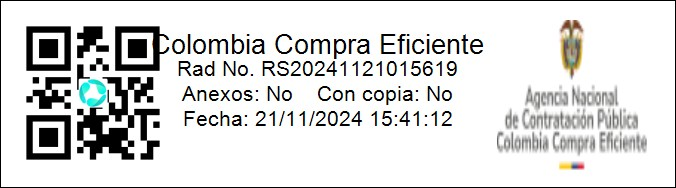 Colombia Compra Eficiente
Rad No. RS20241121015619
Anexos: No Con copia: No
Fecha: 21/11/2024 15:41:12
Agencia Nacional
de Contratación Pública
Colombia Compra Eficiente